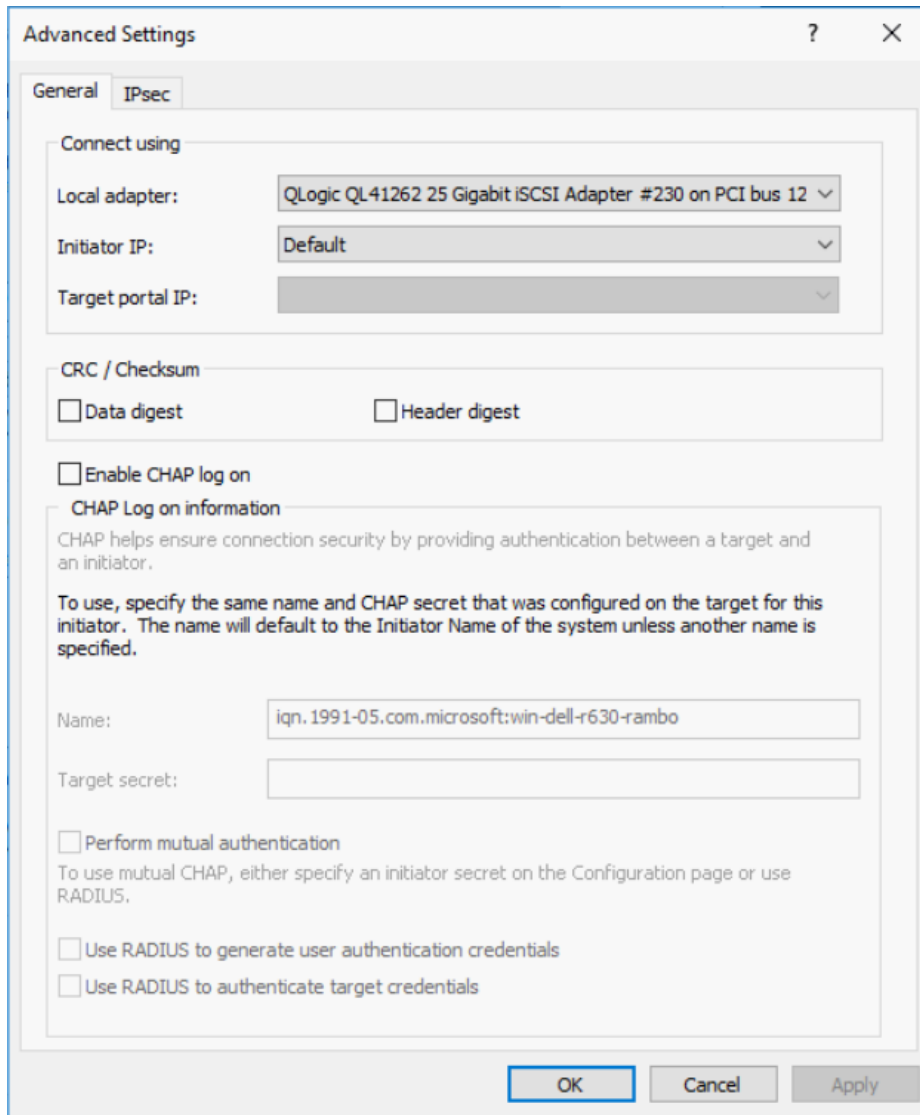 Advanced Settings
?
General
IPsec
Connect using
Local adapter:
QLogic QL41262 25 Gigabit iSCSI Adapter #230 on PCI bus 12
Initiator IP:
Default
Target portal IP:
CRC / Checksum
Data digest
Header digest
Enable CHAP log on
CHAP Log on information
CHAP helps ensure connection security by providing authentication between a target and
an initiator.
To use, specify the same name and CHAP secret that was configured on the target for this
initiator.  The name will default to the Initiator Name of the system unless another name is
specified.
Name:
iqn.1991-05.com.microsoft:win-dell-r630-rambo
Target secret:
Perform mutual authentication
To use mutual CHAP, either specify an initiator secret on the Configuration page or use
RADIUS.
Use RADIUS to generate user authentication credentials
Use RADIUS to authenticate target credentials
OK
Cancel
Apply